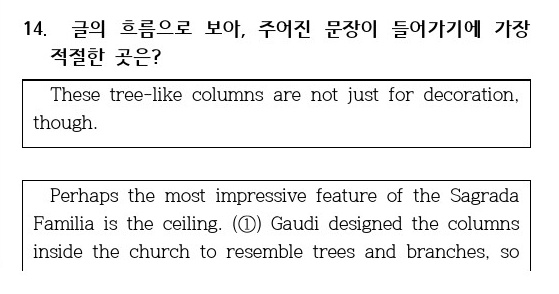 14. 글의 흐름으로 보아, 주어진 문장이 들어가기에 가장
적절한 곳은?
These tree-like columns are not just for decoration,
though.
Perhaps the most impressive feature of the Sagrada
Familia is the ceiling. (①) Gaudi designed the columns
inside the church to resemble trees and branches, so